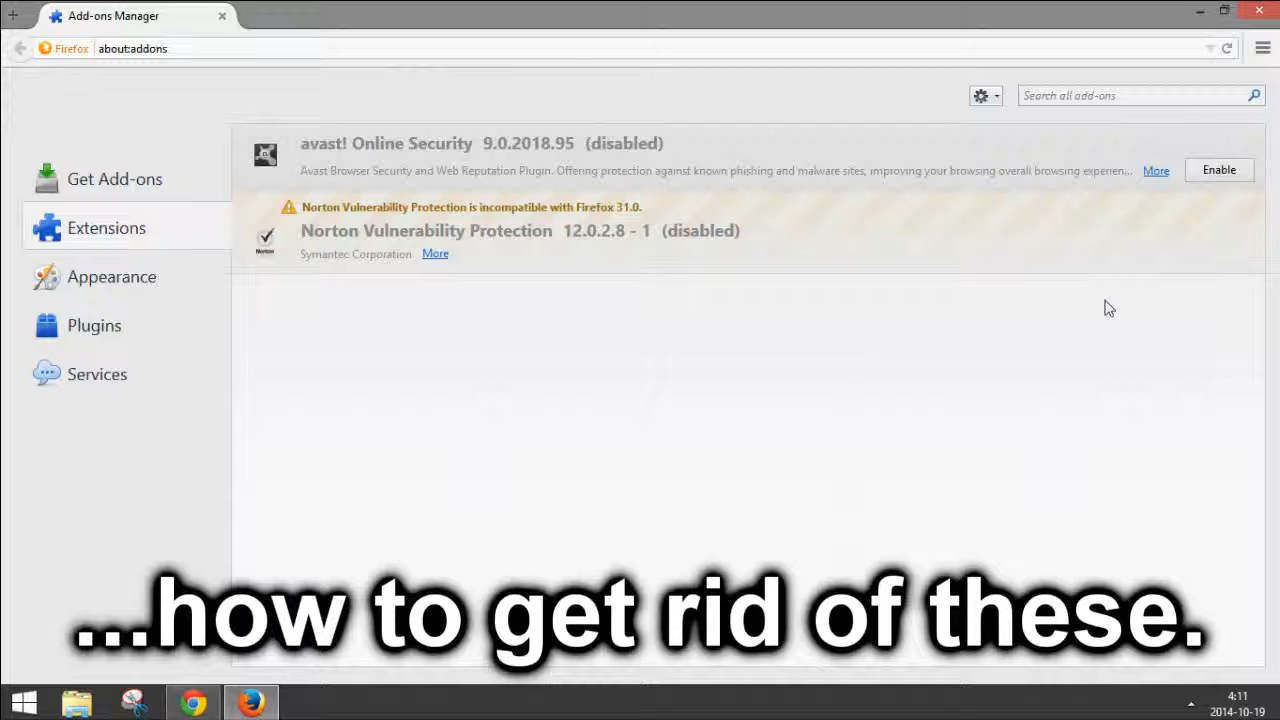 Add-ons Manager
Firefox about:addons
Search all add-ons
Get Add-ons
Extensions
Appearance
Plugins
Services
avast! Online Security 9.0.2018.95 (disabled)
Avast Browser Security and Web Reputation Plugin. Offering protection against known phishing and malware sites, improving your browsing overall browsing experien... More
Enable
Norton Vulnerability Protection is incompatible with Firefox 31.0.
Norton Vulnerability Protection 12.0.2.8 - 1 (disabled)
Norton
Symantec Corporation More
...how to get rid of these.
4:11
2014-10-19